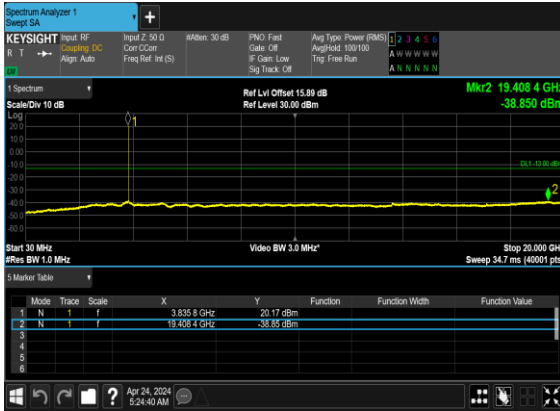 Spectrum Analyzer 1
Swept SA
+
KEYSIGHT Input: RF Input Z: 50 Ω #Atten: 30 dB PNO: Fast Avg Type: Power (RMS) 1 2 3 4 5 6
R T Coupling: DC Corr CCorr Gate: Off Avg|Hold: 100/100 A W W W W W
Align: Auto Freq Ref: Int (S) IF Gain: Low Trig: Free Run
Sig Track: Off A N N N N N
1 Spectrum Ref Lvl Offset 15.89 dB Mkr2 19.408 4 GHz
Scale/Div 10 dB Ref Level 30.00 dBm -38.850 dBm
Log
1
20.0
10.0
0.00
-10.0
DL1 -13.00 dBm
-20.0
-30.0
2
-40.0
-50.0
-60.0
Start 30 MHz Video BW 3.0 MHz* Stop 20.000 GHz
#Res BW 1.0 MHz Sweep 34.7 ms (40001 pts)
5 Marker Table
Mode Trace Scale X Y Function Function Width Function Value
1 N 1 f 3.835 8 GHz 20.17 dBm
2 N 1 f 19.408 4 GHz -38.85 dBm
3
4
5
6
? Apr 24, 2024
5:24:40 AM